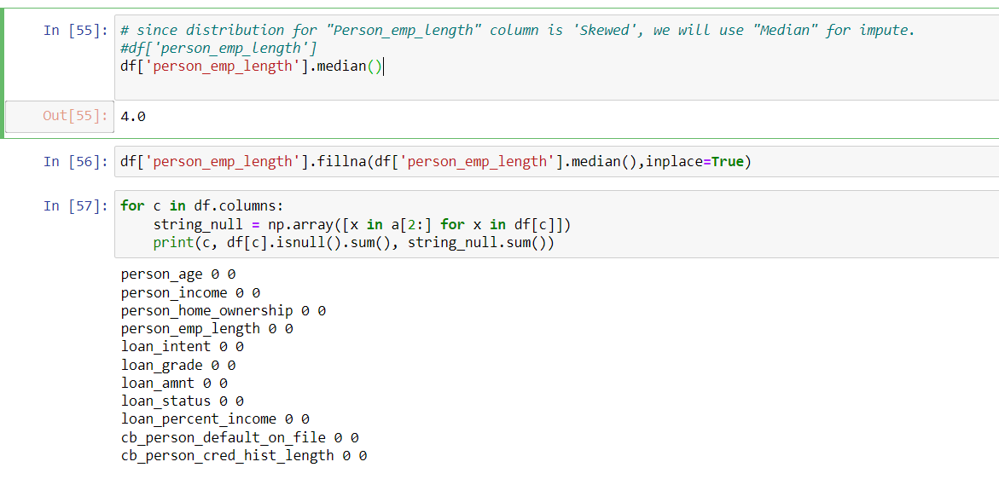 In [55]: # since distribution for "Person_emp_length" column is 'Skewed', we will use "Median" for impute.
#df['person_emp_length']
df['person_emp_length'].median()
Out[55]: 4.0
In [56]: df['person_emp_length'].fillna(df['person_emp_length'].median(),inplace=True)
In [57]: for c in df.columns:
    string_null = np.array([x in a[2:] for x in df[c]])
    print(c, df[c].isnull().sum(), string_null.sum())
person_age 0 0
person_income 0 0
person_home_ownership 0 0
person_emp_length 0 0
loan_intent 0 0
loan_grade 0 0
loan_amnt 0 0
loan_status 0 0
loan_percent_income 0 0
cb_person_default_on_file 0 0
cb_person_cred_hist_length 0 0